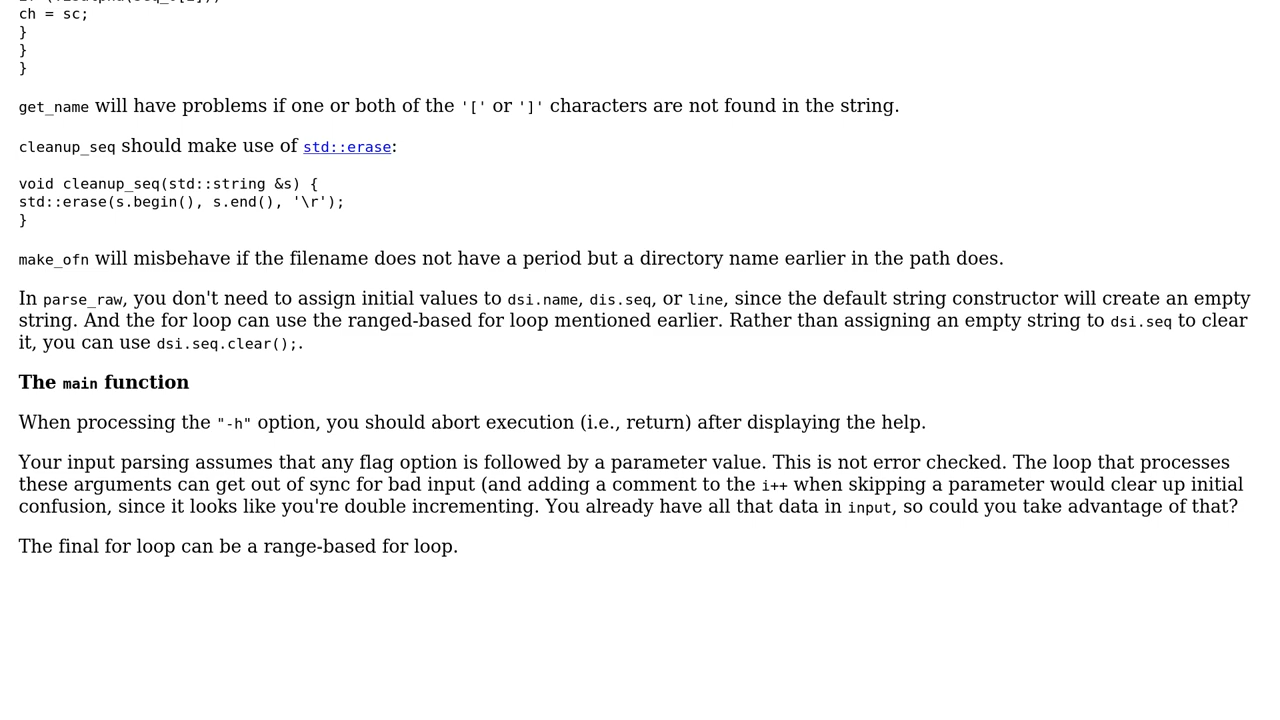 ch = sc;
}
}
}
get_name will have problems if one or both of the '[' or ']' characters are not found in the string.
cleanup_seq should make use of std::erase:
void cleanup_seq(std::string &s) {
std::erase(s.begin(), s.end(), '\r');
}
make_ofn will misbehave if the filename does not have a period but a directory name earlier in the path does.
In parse_raw, you don't need to assign initial values to dsi.name, dis.seq, or line, since the default string constructor will create an empty
string. And the for loop can use the ranged-based for loop mentioned earlier. Rather than assigning an empty string to dsi.seq to clear
it, you can use dsi.seq.clear();.
The main function
When processing the "-h" option, you should abort execution (i.e., return) after displaying the help.
Your input parsing assumes that any flag option is followed by a parameter value. This is not error checked. The loop that processes
these arguments can get out of sync for bad input (and adding a comment to the i++ when skipping a parameter would clear up initial
confusion, since it looks like you're double incrementing. You already have all that data in input, so could you take advantage of that?
The final for loop can be a range-based for loop.